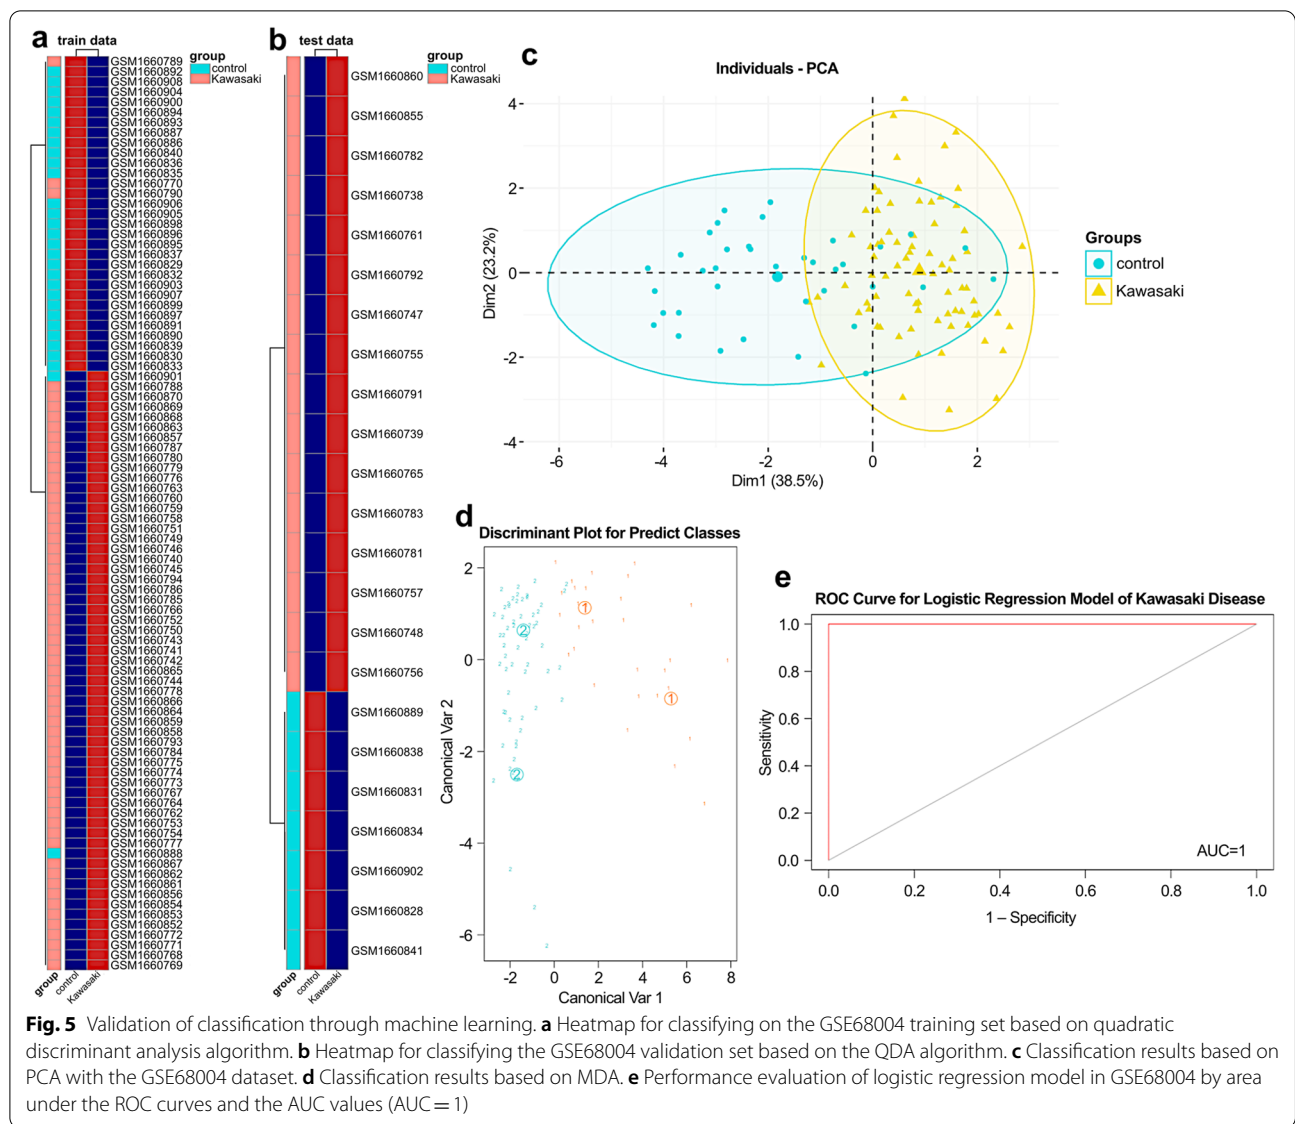 a
train data
group
control
Kawasaki
GSM1660789
GSM1660892
GSM1660908
GSM1660904
GSM1660900
GSM1660894
GSM1660893
GSM1660887
GSM1660886
GSM1660840
GSM1660836
GSM1660835
GSM1660770
GSM1660790
GSM1660906
GSM1660905
GSM1660898
GSM1660896
GSM1660895
GSM1660837
GSM1660829
GSM1660832
GSM1660903
GSM1660907
GSM1660899
GSM1660897
GSM1660891
GSM1660890
GSM1660839
GSM1660830
GSM1660833
GSM1660901
GSM1660788
GSM1660870
GSM1660869
GSM1660868
GSM1660863
GSM1660857
GSM1660787
GSM1660780
GSM1660779
GSM1660776
GSM1660763
GSM1660760
GSM1660759
GSM1660758
GSM1660751
GSM1660749
GSM1660746
GSM1660740
GSM1660745
GSM1660794
GSM1660786
GSM1660785
GSM1660766
GSM1660752
GSM1660750
GSM1660743
GSM1660741
GSM1660742
GSM1660865
GSM1660744
GSM1660778
GSM1660866
GSM1660864
GSM1660859
GSM1660858
GSM1660793
GSM1660784
GSM1660775
GSM1660774
GSM1660773
GSM1660767
GSM1660764
GSM1660762
GSM1660753
GSM1660754
GSM1660777
GSM1660888
GSM1660867
GSM1660862
GSM1660861
GSM1660856
GSM1660854
GSM1660853
GSM1660852
GSM1660772
GSM1660771
GSM1660768
GSM1660769
group
control
Kawasaki
b
test data
group
control
Kawasaki
GSM1660860
GSM1660855
GSM1660782
GSM1660738
GSM1660761
GSM1660792
GSM1660747
GSM1660755
GSM1660791
GSM1660739
GSM1660765
GSM1660783
GSM1660781
GSM1660757
GSM1660748
GSM1660756
GSM1660889
GSM1660838
GSM1660831
GSM1660834
GSM1660902
GSM1660828
GSM1660841
group
control
Kawasaki
c
Individuals - PCA
Dim2 (23.2%)
4
2
0
-2
-4
-6
-4
-2
0
2
Dim1 (38.5%)
Groups
control
Kawasaki
d
Discriminant Plot for Predict Classes
Canonical Var 2
2
0
-2
-4
-6
1
2
1
2
-2
0
2
4
6
8
Canonical Var 1
e
ROC Curve for Logistic Regression Model of Kawasaki Disease
Sensitivity
1.0
0.8
0.6
0.4
0.2
0.0
AUC=1
0.0
0.2
0.4
0.6
0.8
1.0
1 – Specificity
Fig. 5 Validation of classification through machine learning. a Heatmap for classifying on the GSE68004 training set based on quadratic
discriminant analysis algorithm. b Heatmap for classifying the GSE68004 validation set based on the QDA algorithm. c Classification results based on
PCA with the GSE68004 dataset. d Classification results based on MDA. e Performance evaluation of logistic regression model in GSE68004 by area
under the ROC curves and the AUC values (AUC = 1)